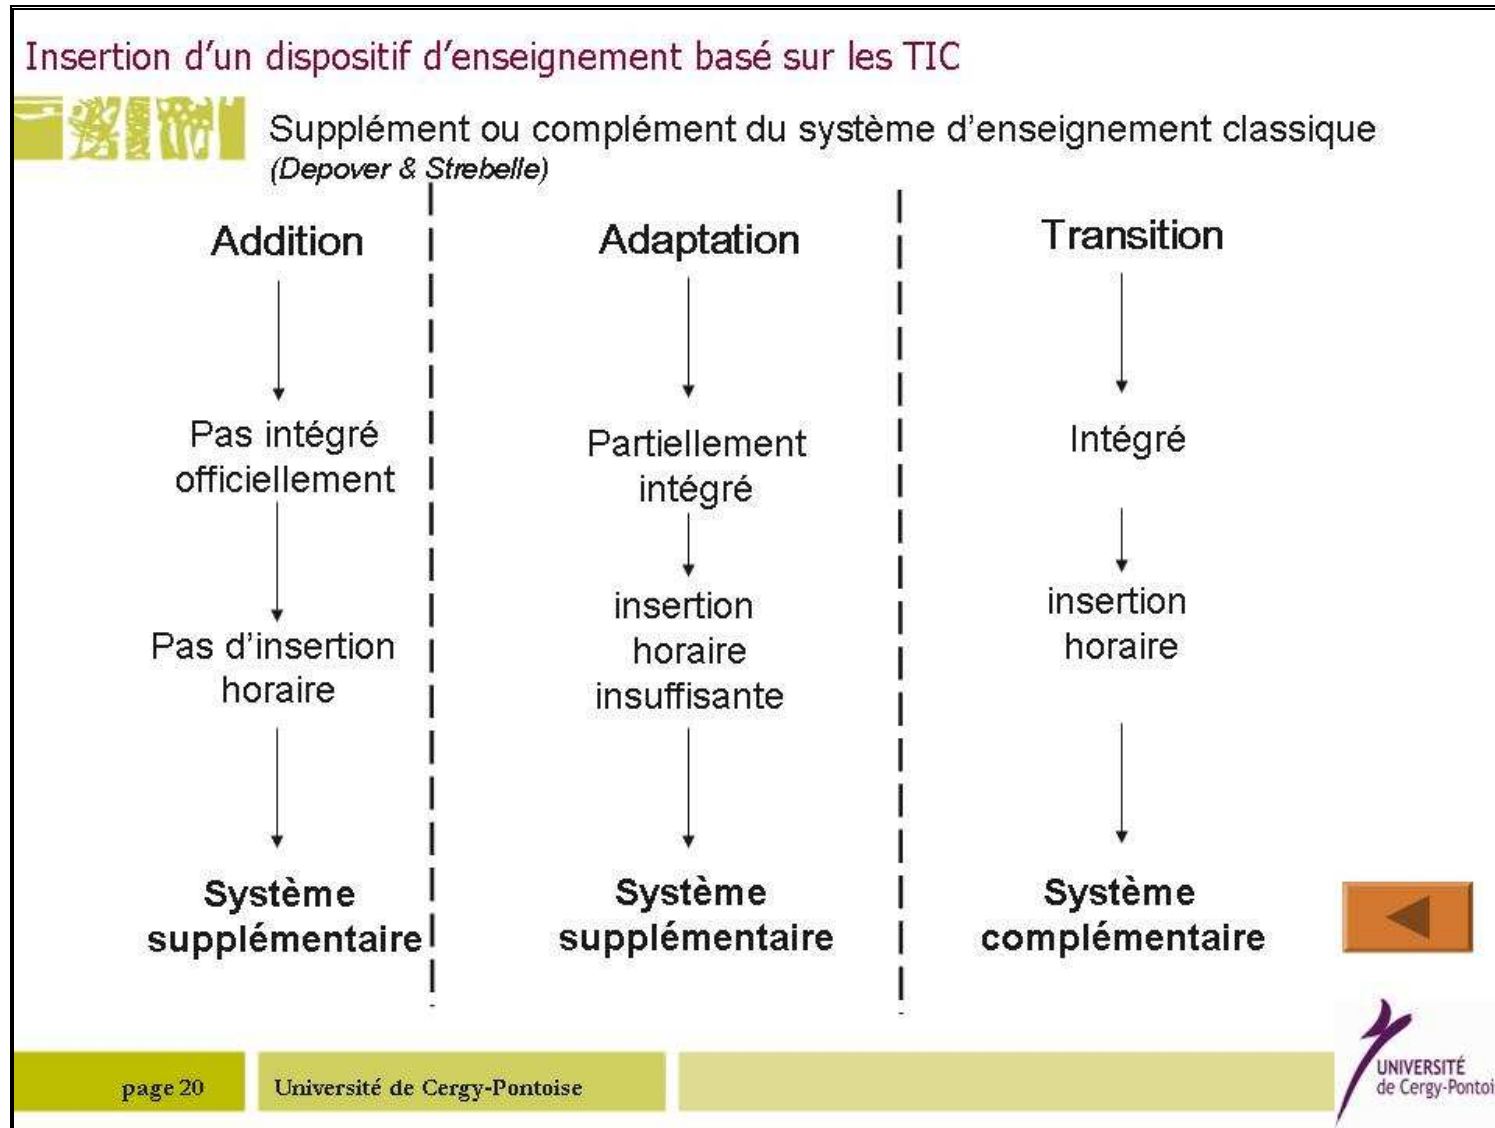 Insertion d'un dispositif d'enseignement basé sur les TIC
Supplément ou complément du système d'enseignement classique
(Depover & Strebelle)
Addition
Pas intégré
officiellement
Pas d'insertion
horaire
Système
supplémentaire
Adaptation
Partiellement
intégré
insertion
horaire
insuffisante
Système
supplémentaire
Transition
Intégré
insertion
horaire
Système
complémentaire
page 20
Université de Cergy-Pontoise
UNIVERSITÉ
de Cergy-Pontoi